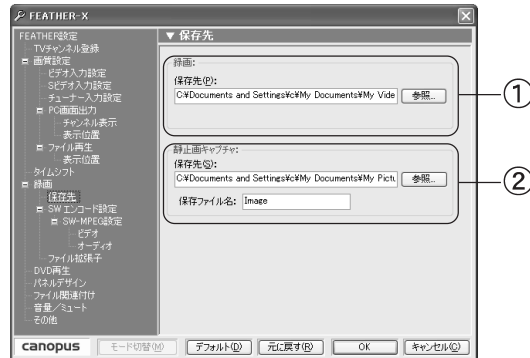 FEATHER-X
FEATHER設定
TVチャンネル登録
画質設定
ビデオ入力設定
Sビデオ入力設定
チューナー入力設定
PC画面出力
チャンネル表示
表示位置
ファイル再生
表示位置
タイムシフト
録画
保存先
SWエンコード設定
SW-MPEG設定
ビデオ
オーディオ
ファイル拡張子
DVD再生
パネルデザイン
ファイル関連付け
音量/ミュート
その他
▼ 保存先
録画:
保存先(P):
C:¥Documents and Settings¥c¥My Documents¥My Vide 参照...
①
静止画キャプチャ:
保存先(S):
C:¥Documents and Settings¥c¥My Documents¥My Pictu 参照...
②
保存ファイル名: Image
canopus モード切替(M) デフォルト(D) 元に戻す(R) OK キャンセル(C)